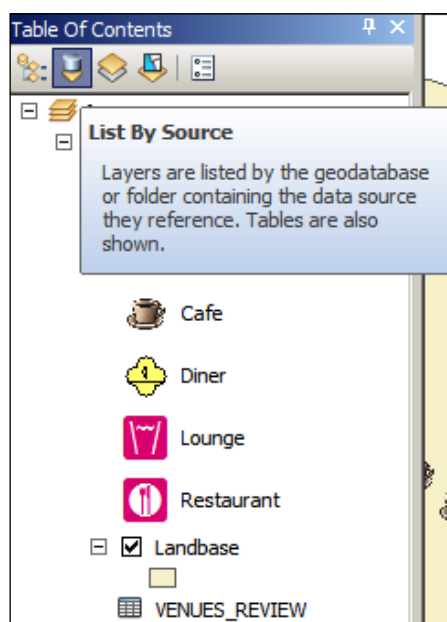 Table Of Contents
List By Source
Layers are listed by the geodatabase
or folder containing the data source
they reference. Tables are also
shown.
Cafe
Diner
Lounge
Restaurant
Landbase
VENUES_REVIEW